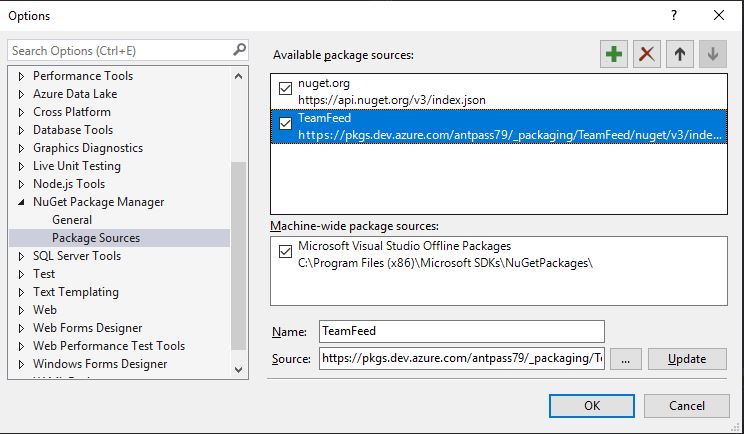 Options
? ×
Search Options (Ctrl+E)
Performance Tools
Azure Data Lake
Cross Platform
Database Tools
Graphics Diagnostics
Live Unit Testing
Node.js Tools
NuGet Package Manager
General
Package Sources
SQL Server Tools
Test
Text Templating
Web
Web Forms Designer
Web Performance Test Tools
Windows Forms Designer
Available package sources:
nuget.org
https://api.nuget.org/v3/index.json
TeamFeed
https://pkgs.dev.azure.com/antpass79/_packaging/TeamFeed/nuget/v3/inde...
Machine-wide package sources:
Microsoft Visual Studio Offline Packages
C:\Program Files (x86)\Microsoft SDKs\NuGetPackages\
Name: TeamFeed
Source: https://pkgs.dev.azure.com/antpass79/_packaging/Te ... Update
OK Cancel